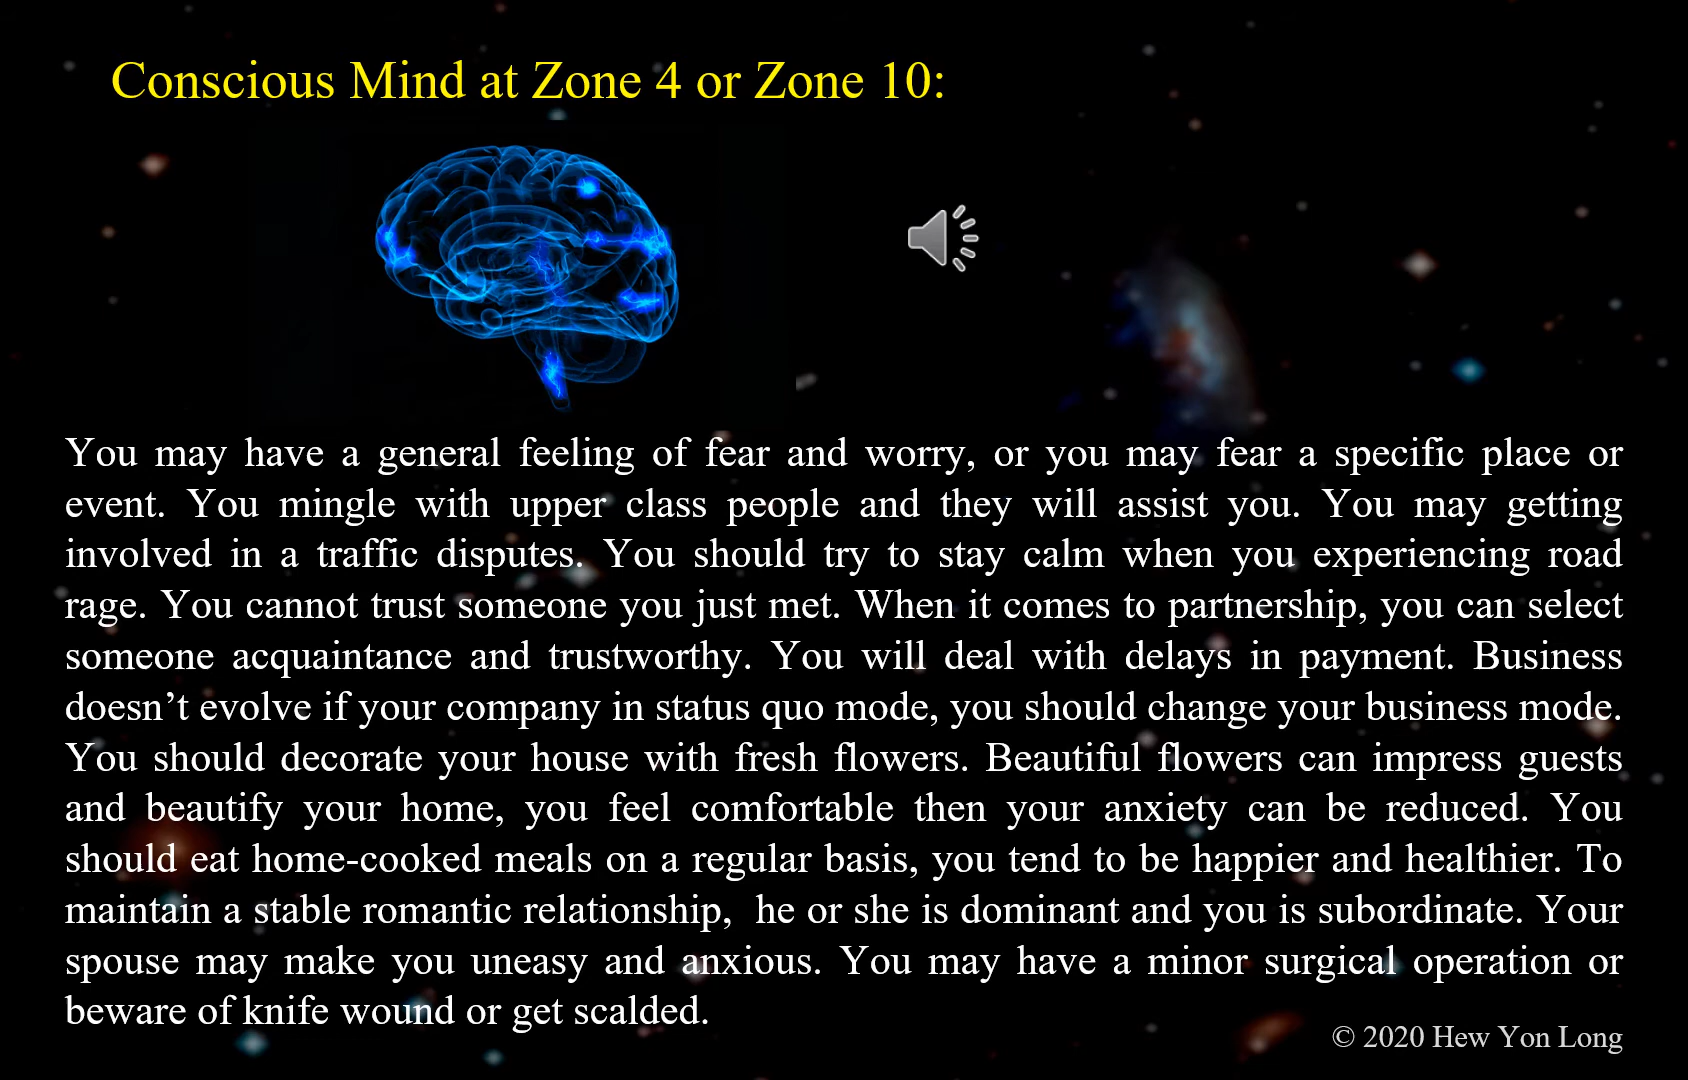 Conscious Mind at Zone 4 or Zone 10:
You may have a general feeling of fear and worry, or you may fear a specific place or
event. You mingle with upper class people and they will assist you. You may getting
involved in a traffic disputes. You should try to stay calm when you experiencing road
rage. You cannot trust someone you just met. When it comes to partnership, you can select
someone acquaintance and trustworthy. You will deal with delays in payment. Business
doesn’t evolve if your company in status quo mode, you should change your business mode.
You should decorate your house with fresh flowers. Beautiful flowers can impress guests
and beautify your home, you feel comfortable then your anxiety can be reduced. You
should eat home-cooked meals on a regular basis, you tend to be happier and healthier. To
maintain a stable romantic relationship,  he or she is dominant and you is subordinate. Your
spouse may make you uneasy and anxious. You may have a minor surgical operation or
beware of knife wound or get scalded.
© 2020 Hew Yon Long